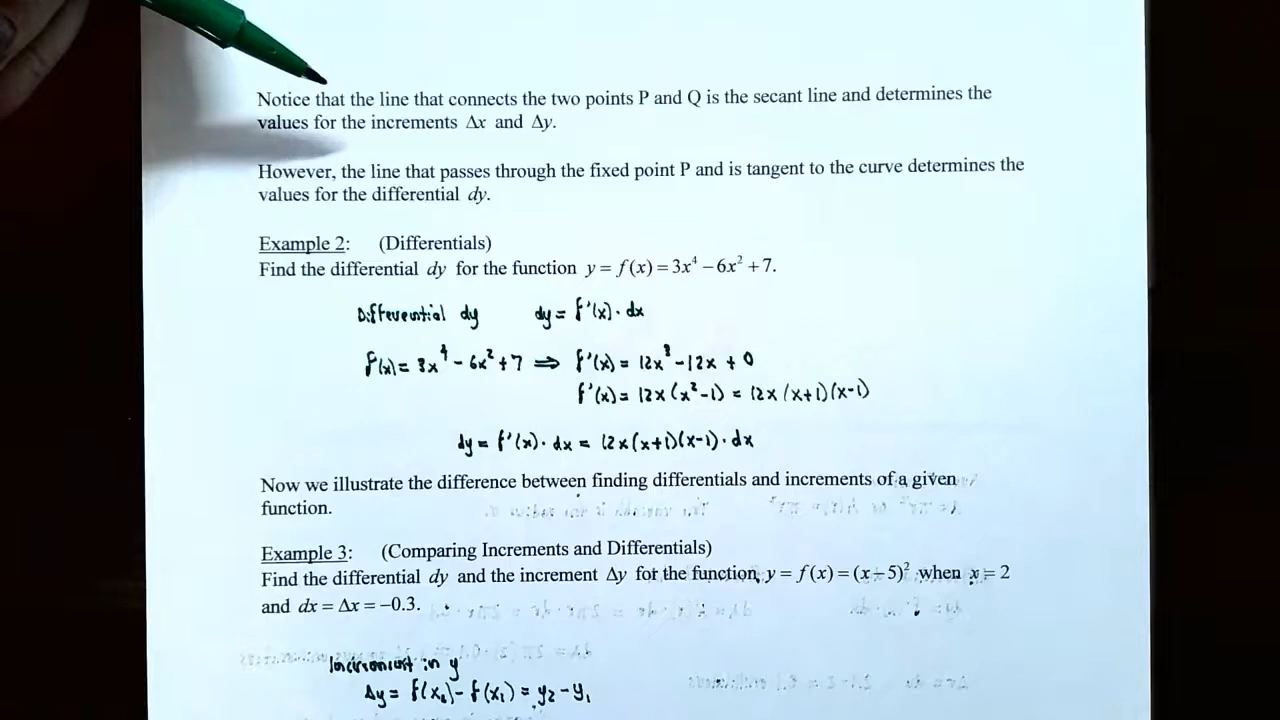 Notice that the line that connects the two points P and Q is the secant line and determines the
values for the increments Δx and Δy.
However, the line that passes through the fixed point P and is tangent to the curve determines the
values for the differential dy.
Example 2: (Differentials)
Find the differential dy for the function y = f(x) = 3x⁴ − 6x² + 7.
Differential dy dy = f'(x) · dx
f(x) = 3x⁴ − 6x² + 7 ⟹ f'(x) = 12x³ − 12x + 0
f'(x) = 12x(x² − 1) = 12x(x+1)(x−1)
dy = f'(x) · dx = 12x(x+1)(x−1) · dx
Now we illustrate the difference between finding differentials and increments of a given
function.
Example 3: (Comparing Increments and Differentials)
Find the differential dy and the increment Δy for the function, y = f(x) = (x − 5)² when x = 2
and dx = Δx = −0.3.
Increment in y
Δy = f(x₂) − f(x₁) = y₂ − y₁